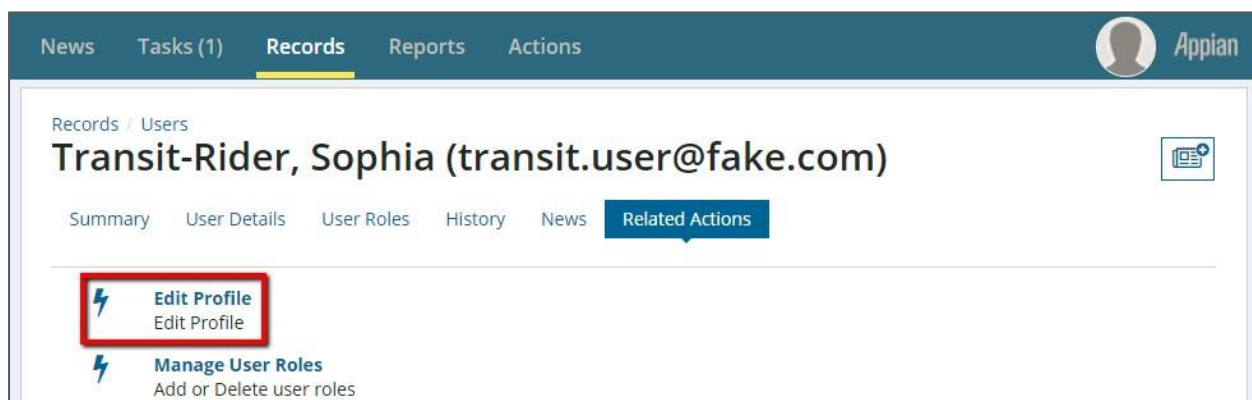 News Tasks (1) Records Reports Actions Appian
Records / Users
Transit-Rider, Sophia (transit.user@fake.com)
Summary User Details User Roles History News Related Actions
Edit Profile
Edit Profile
Manage User Roles
Add or Delete user roles